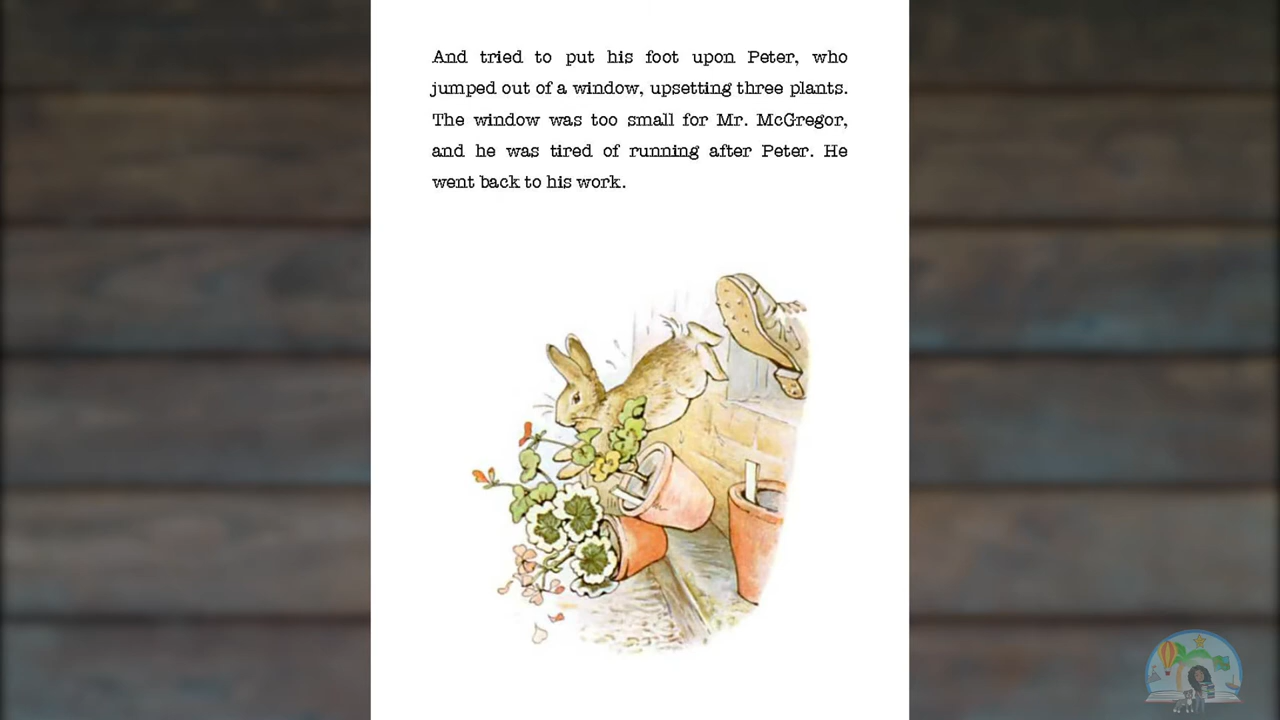 And tried to put his foot upon Peter, who
jumped out of a window, upsetting three plants.
The window was too small for Mr. McGregor,
and he was tired of running after Peter. He
went back to his work.